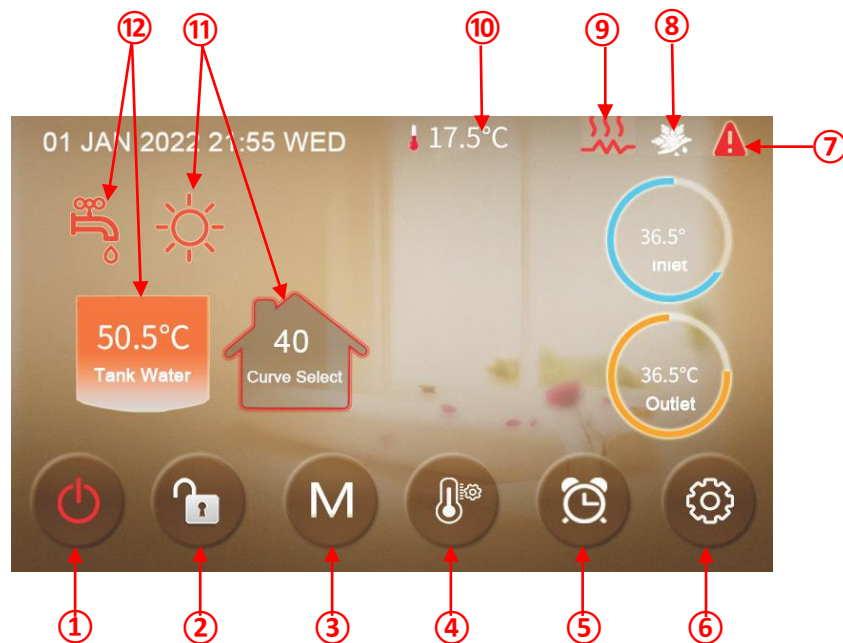 ⑫ ⑪ ⑩ ⑨ ⑧
01 JAN 2022 21:55 WED 17.5°C ⑦
36.5°
Inlet
50.5°C
Tank Water
40
Curve Select
36.5°C
Outlet
M
① ② ③ ④ ⑤ ⑥